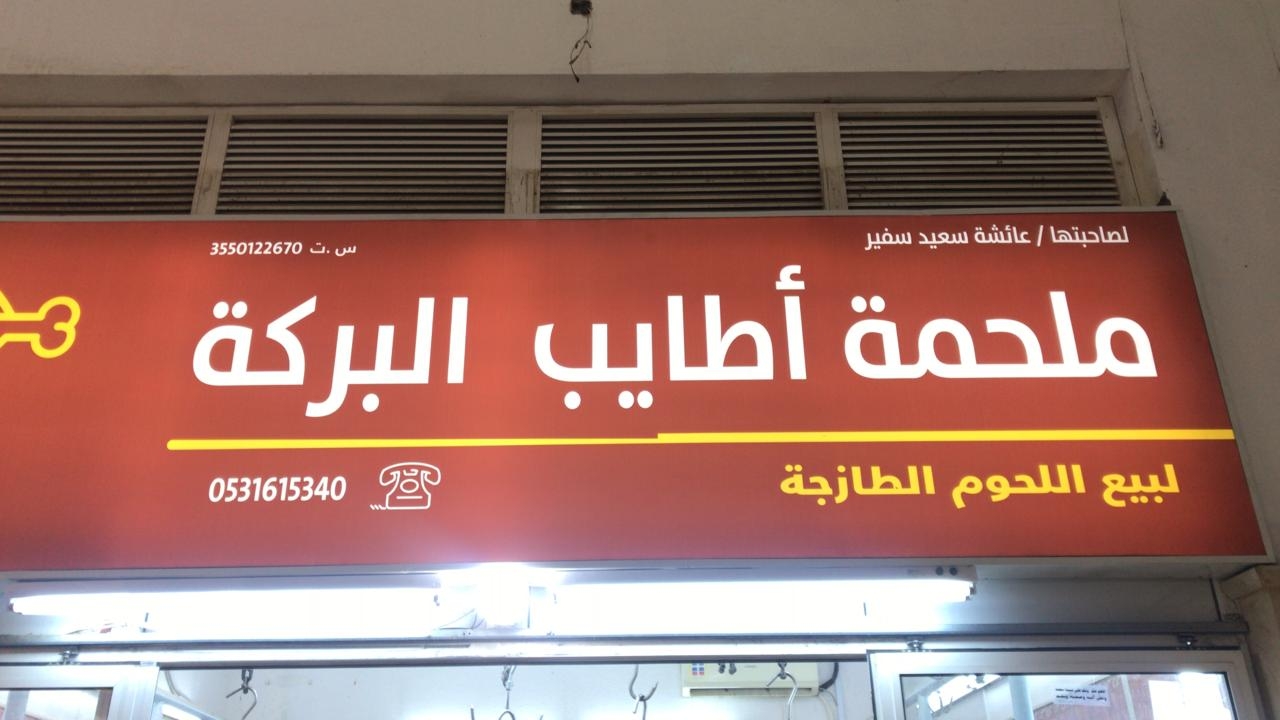 لصاحبتها / عائشة سعيد سفير
س .ت 3550122670
ملحمة أطايب البركة
لبيع اللحوم الطازجة
0531615340